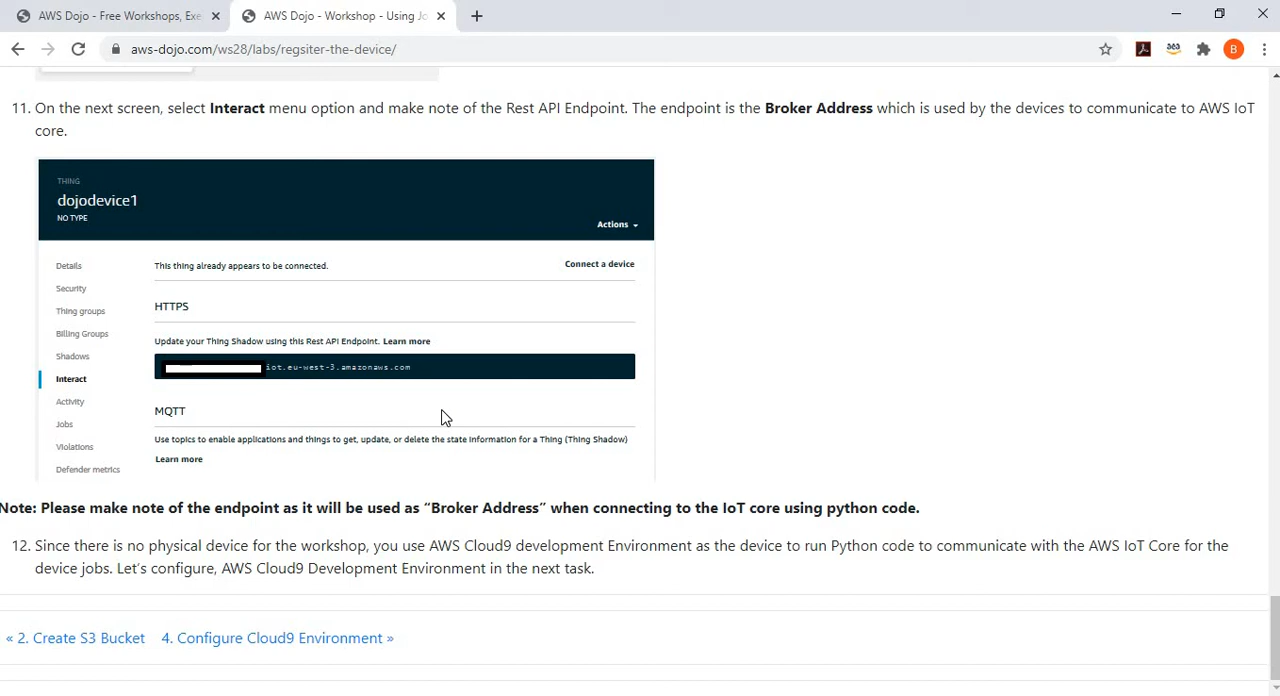 AWS Dojo - Free Workshops, Exe
AWS Dojo - Workshop - Using Jo
aws-dojo.com/ws28/labs/regsiter-the-device/
B
11. On the next screen, select Interact menu option and make note of the Rest API Endpoint. The endpoint is the Broker Address which is used by the devices to communicate to AWS IoT
core.
THING
dojodevice1
NO TYPE
Actions
Details
Security
Thing groups
Billing Groups
Shadows
Interact
Activity
Jobs
Violations
Defender metrics
This thing already appears to be connected.
Connect a device
HTTPS
Update your Thing Shadow using this Rest API Endpoint. Learn more
iot.eu-west-3.amazonaws.com
MQTT
Use topics to enable applications and things to get, update, or delete the state information for a Thing (Thing Shadow)
Learn more
Note: Please make note of the endpoint as it will be used as “Broker Address” when connecting to the IoT core using python code.
12. Since there is no physical device for the workshop, you use AWS Cloud9 development Environment as the device to run Python code to communicate with the AWS IoT Core for the
device jobs. Let’s configure, AWS Cloud9 Development Environment in the next task.
« 2. Create S3 Bucket
4. Configure Cloud9 Environment »